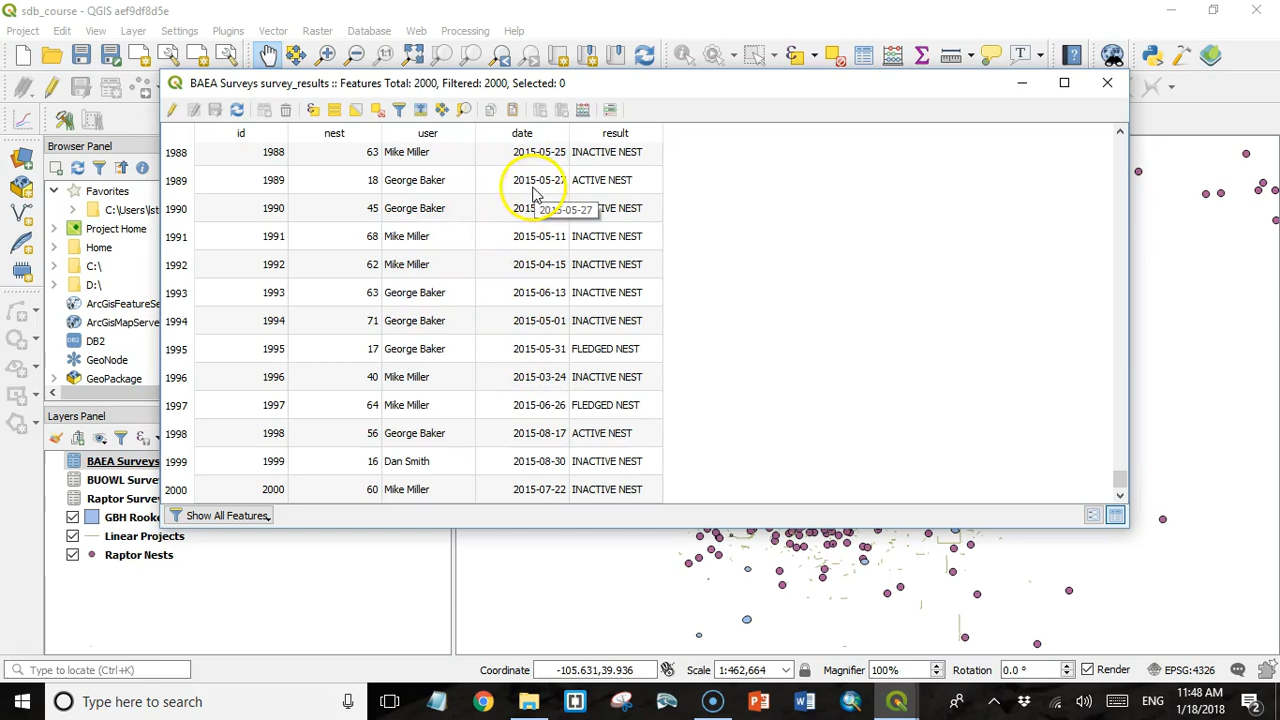 sdb_course - QGIS aef9df8d5e
Project Edit View Layer Settings Plugins Vector Raster Database Web Processing Help
BAEA Surveys survey_results :: Features Total: 2000, Filtered: 2000, Selected: 0
Browser Panel
Favorites
C:\Users\st
Project Home
Home
C:\
D:\
ArcGisFeatureSe
ArcGisMapServe
DB2
GeoNode
GeoPackage
id nest user date result
1988 1988 63 Mike Miller 2015-05-25 INACTIVE NEST
1989 1989 18 George Baker 2015-05-27 ACTIVE NEST
1990 1990 45 George Baker
2015-05-27
1991 1991 68 Mike Miller 2015-05-11 INACTIVE NEST
1992 1992 62 Mike Miller 2015-04-15 INACTIVE NEST
1993 1993 63 George Baker 2015-06-13 INACTIVE NEST
1994 1994 71 George Baker 2015-05-01 INACTIVE NEST
1995 1995 17 George Baker 2015-05-31 FLEDGED NEST
1996 1996 40 Mike Miller 2015-03-24 INACTIVE NEST
1997 1997 64 Mike Miller 2015-06-26 FLEDGED NEST
1998 1998 56 George Baker 2015-08-17 ACTIVE NEST
1999 1999 16 Dan Smith 2015-08-30 INACTIVE NEST
2000 2000 60 Mike Miller 2015-07-22 INACTIVE NEST
Show All Features
Layers Panel
BAEA Surveys
BUOWL Surv
Raptor Surve
GBH Rooke
Linear Projects
Raptor Nests
Type to locate (Ctrl+K) Coordinate -105.631,39.936 Scale 1:462,664 Magnifier 100% Rotation 0.0 ° Render EPSG:4326
Type here to search
ENG
11:48 AM
1/18/2018
2